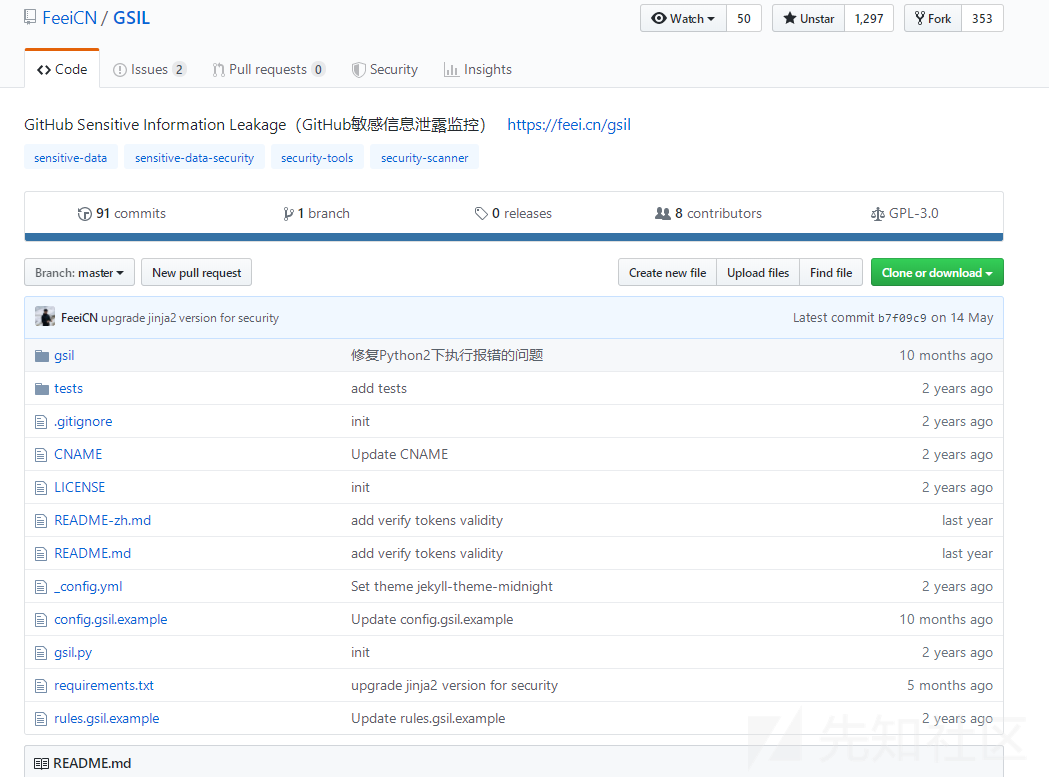 FeeiCN / GSIL Watch 50 Unstar 1,297 Fork 353
Code Issues 2 Pull requests 0 Security Insights
GitHub Sensitive Information Leakage（GitHub敏感信息泄露监控） https://feei.cn/gsil
sensitive-data sensitive-data-security security-tools security-scanner
91 commits 1 branch 0 releases 8 contributors GPL-3.0
Branch: master New pull request Create new file Upload files Find file Clone or download
FeeiCN upgrade jinja2 version for security Latest commit b7f09c9 on 14 May
gsil 修复Python2下执行报错的问题 10 months ago
tests add tests 2 years ago
.gitignore init 2 years ago
CNAME Update CNAME 2 years ago
LICENSE init 2 years ago
README-zh.md add verify tokens validity last year
README.md add verify tokens validity last year
_config.yml Set theme jekyll-theme-midnight 2 years ago
config.gsil.example Update config.gsil.example 10 months ago
gsil.py init 2 years ago
requirements.txt upgrade jinja2 version for security 5 months ago
rules.gsil.example Update rules.gsil.example 2 years ago
先知社区
README.md